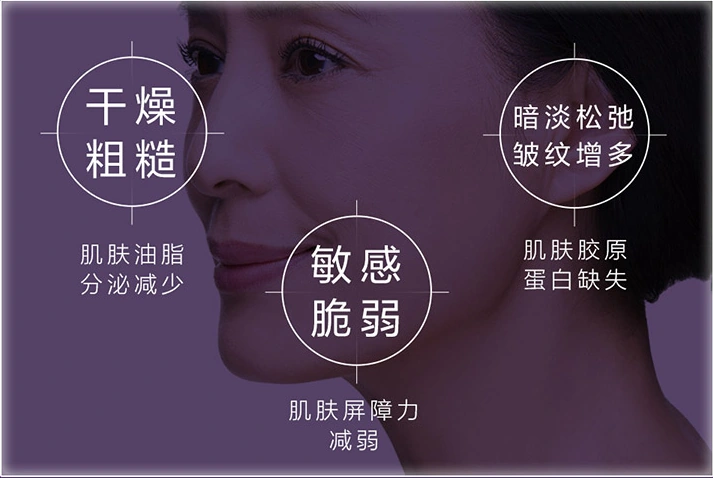 干燥
粗糙
肌肤油脂
分泌减少
敏感
脆弱
肌肤屏障力
减弱
暗淡松弛
皱纹增多
肌肤胶原
蛋白缺失